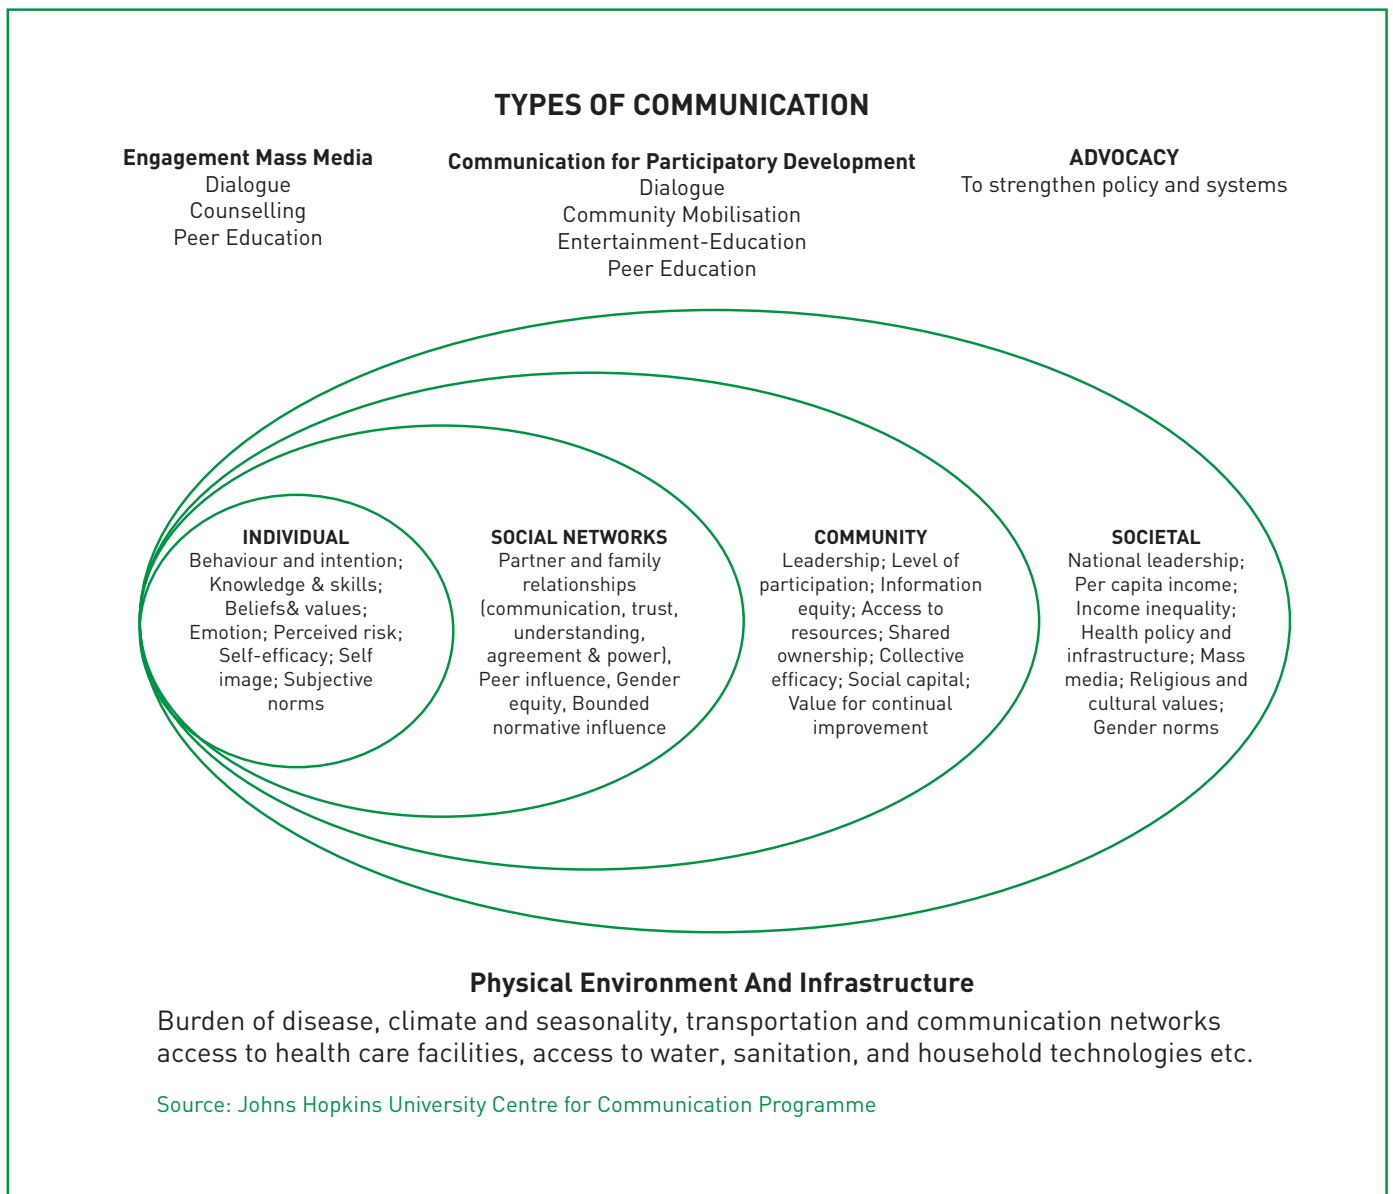 TYPES OF COMMUNICATION
Engagement Mass Media
Dialogue
Counselling
Peer Education
Communication for Participatory Development
Dialogue
Community Mobilisation
Entertainment-Education
Peer Education
ADVOCACY
To strengthen policy and systems
INDIVIDUAL
Behaviour and intention;
Knowledge & skills;
Beliefs& values;
Emotion; Perceived risk;
Self-efficacy; Self
image; Subjective
norms
SOCIAL NETWORKS
Partner and family
relationships
(communication, trust,
understanding,
agreement & power),
Peer influence, Gender
equity, Bounded
normative influence
COMMUNITY
Leadership; Level of
participation; Information
equity; Access to
resources; Shared
ownership; Collective
efficacy; Social capital;
Value for continual
improvement
SOCIETAL
National leadership;
Per capita income;
Income inequality;
Health policy and
infrastructure; Mass
media; Religious and
cultural values;
Gender norms
Physical Environment And Infrastructure
Burden of disease, climate and seasonality, transportation and communication networks
access to health care facilities, access to water, sanitation, and household technologies etc.
Source: Johns Hopkins University Centre for Communication Programme